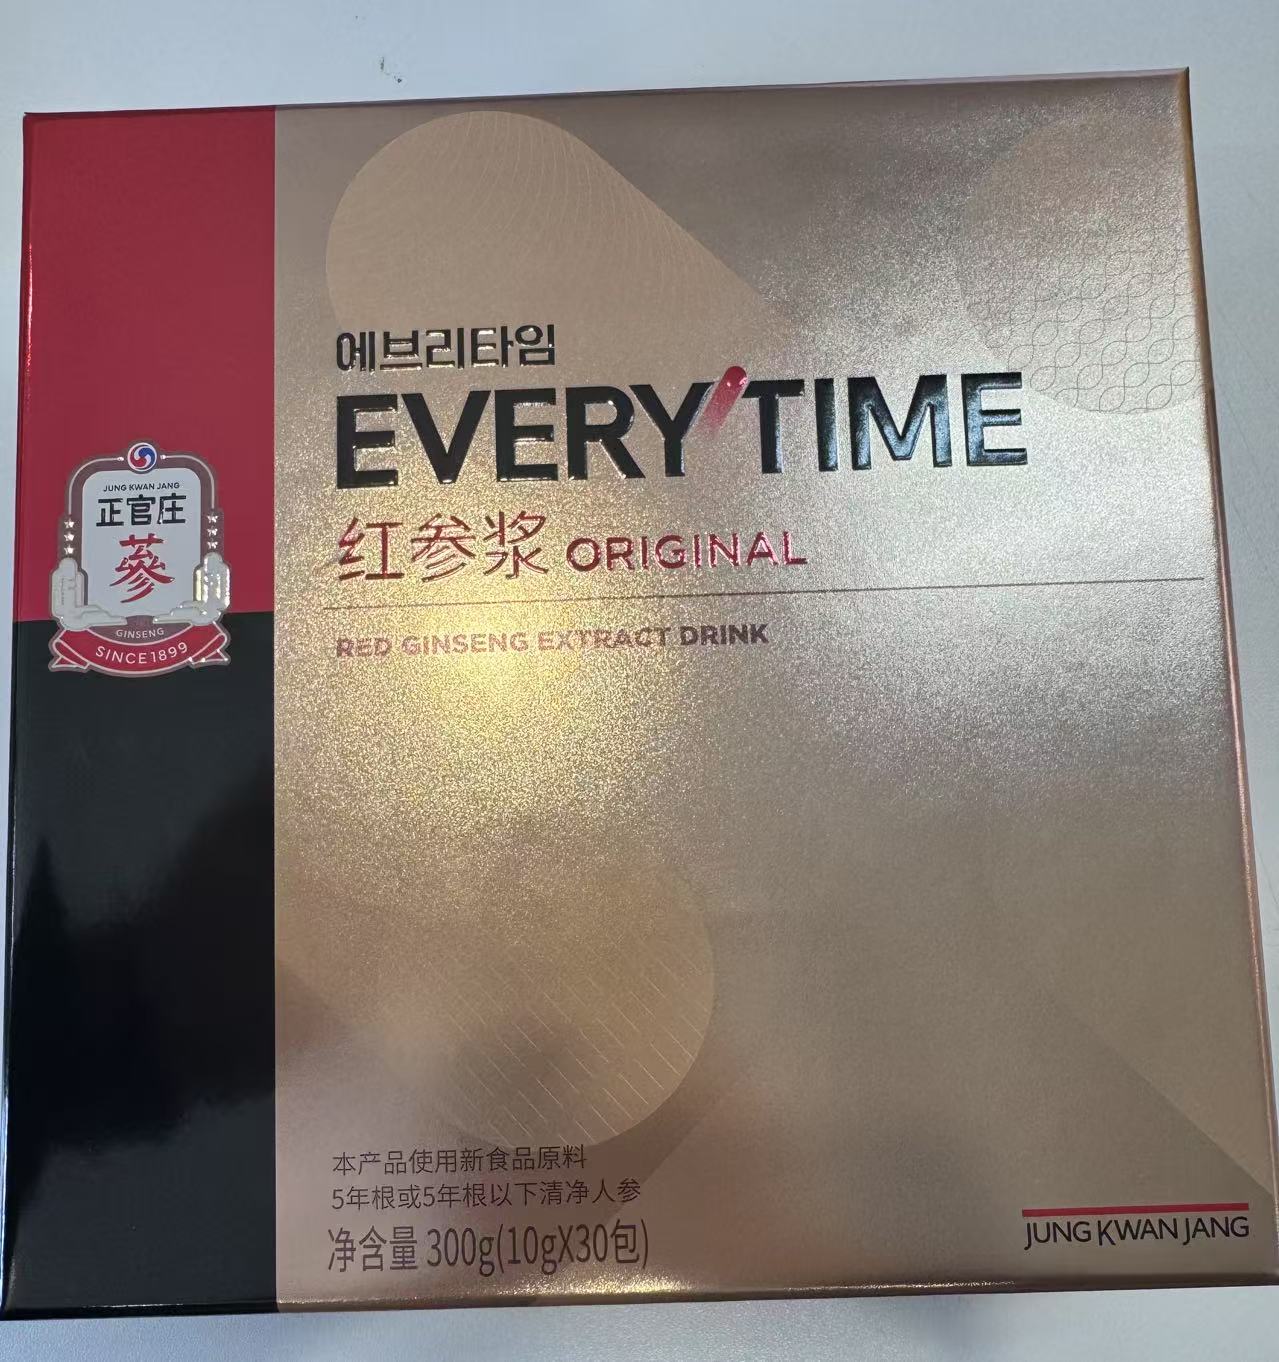 JUNG KWAN JANG
正官庄
蔘
GINSENG
SINCE 1899
에브리타임
EVERY'TIME
红参浆 ORIGINAL
RED GINSENG EXTRACT DRINK
本产品使用新食品原料
5年根或5年根以下清净人参
净含量 300g(10gX30包)
JUNG KWAN JANG